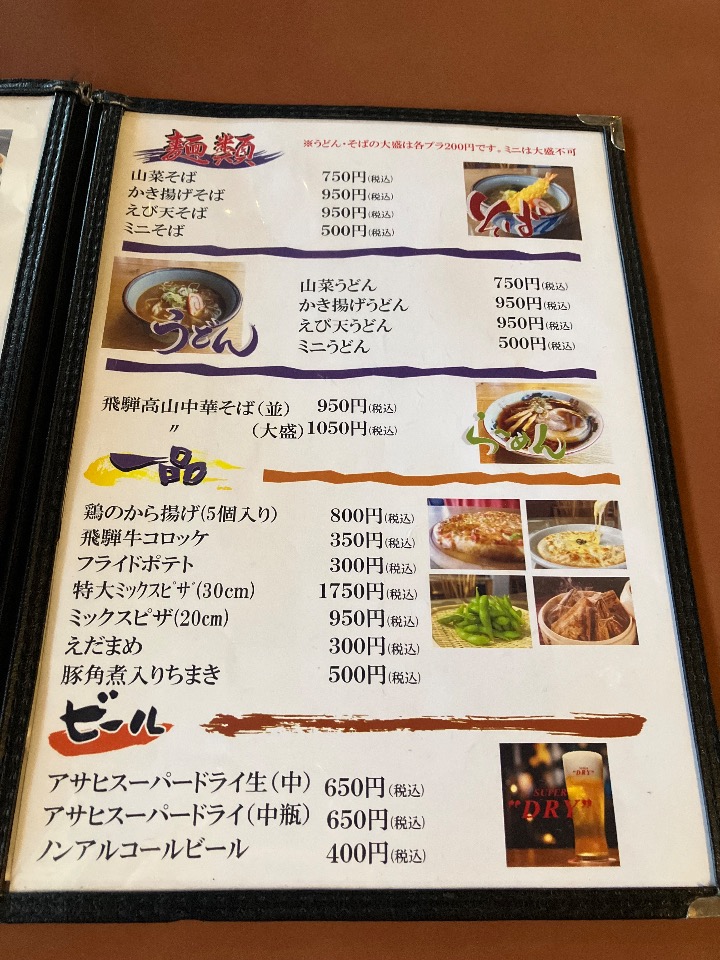 麺類
※うどん・そばの大盛は各プラ200円です。ミニは大盛不可
山菜そば 750円(税込)
かき揚げそば 950円(税込)
えび天そば 950円(税込)
ミニそば 500円(税込)
そば
うどん
山菜うどん 750円(税込)
かき揚げうどん 950円(税込)
えび天うどん 950円(税込)
ミニうどん 500円(税込)
飛騨高山中華そば(並) 950円(税込)
〃 (大盛) 1050円(税込)
らーめん
一品
鶏のから揚げ(5個入り) 800円(税込)
飛騨牛コロッケ 350円(税込)
フライドポテト 300円(税込)
特大ミックスピザ(30cm) 1750円(税込)
ミックスピザ(20cm) 950円(税込)
えだまめ 300円(税込)
豚角煮入りちまき 500円(税込)
ビール
アサヒスーパードライ生(中) 650円(税込)
アサヒスーパードライ(中瓶) 650円(税込)
ノンアルコールビール 400円(税込)
SUPER
"DRY"
"DRY"